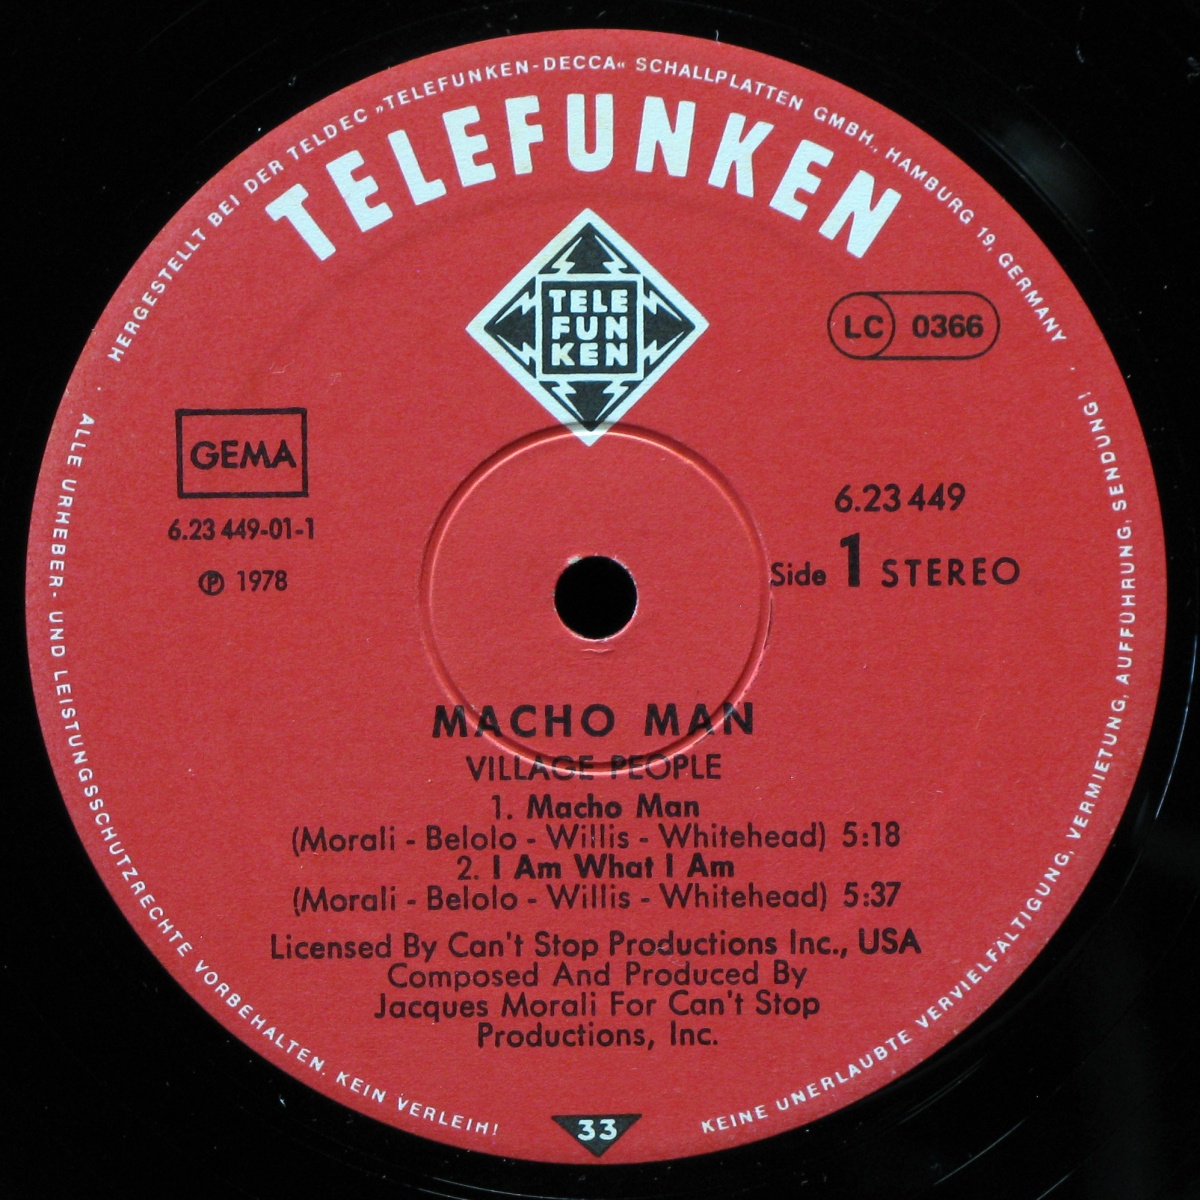 HERGESTELLT BEI DER TELDEC „TELEFUNKEN-DECCA“ SCHALLPLATTEN GMBH., HAMBURG 19, GERMANY
TELEFUNKEN
TELE
FUN
KEN
LC 0366
GEMA
6.23 449-01-1
℗ 1978
6.23 449
Side 1 STEREO
MACHO MAN
VILLAGE PEOPLE
1. Macho Man
(Morali - Belolo - Willis - Whitehead) 5:18
2. I Am What I Am
(Morali - Belolo - Willis - Whitehead) 5:37
Licensed By Can't Stop Productions Inc., USA
Composed And Produced By
Jacques Morali For Can't Stop
Productions, Inc.
33
ALLE URHEBER- UND LEISTUNGSSCHUTZRECHTE VORBEHALTEN. KEIN VERLEIH!
KEINE UNERLAUBTE VERVIELFÄLTIGUNG, VERMIETUNG, AUFFÜHRUNG, SENDUNG!